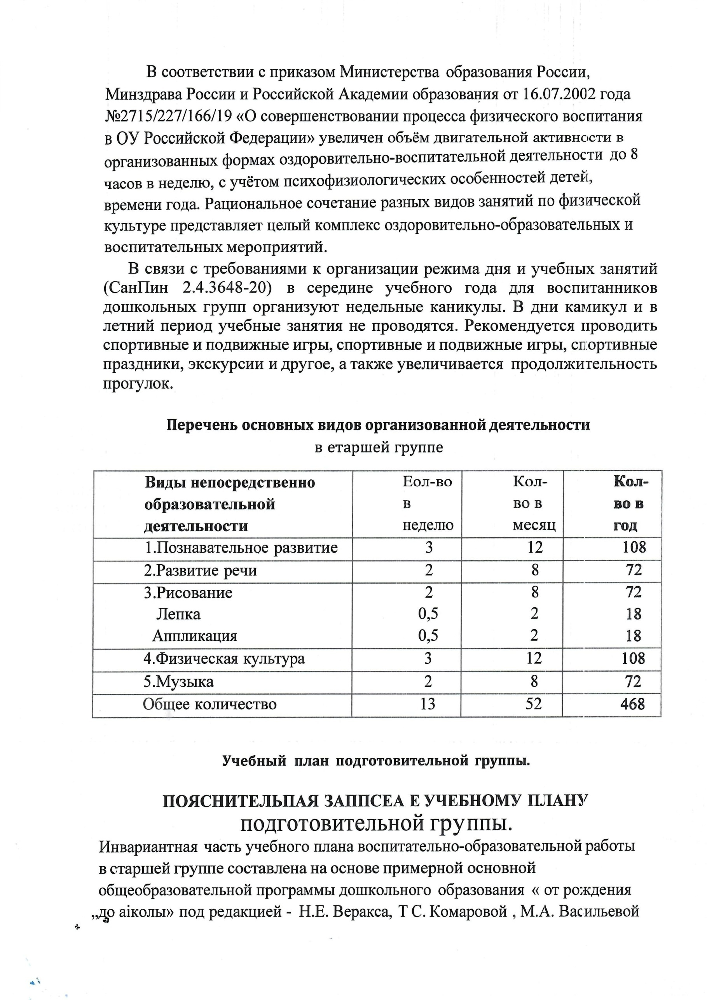 В соответствии с приказом Министерства образования России,
Минздрава России и Российской Академии образования от 16.07.2002 года
№2715/227/166/19 «О совершенствовании процесса физического воспитания
в ОУ Российской Федерации» увеличен объём двигательной активности в
организованных формах оздоровительно-воспитательной деятельности до 8
часов в неделю, с учётом психофизиологических особенностей детей,
времени года. Рациональное сочетание разных видов занятий по физической
культуре представляет целый комплекс оздоровительно-образовательных и
воспитательных мероприятий.
В связи с требованиями к организации режима дня и учебных занятий
(СанПин 2.4.3648-20) в середине учебного года для воспитанников
дошкольных групп организуют недельные каникулы. В дни камикул и в
летний период учебные занятия не проводятся. Рекомендуется проводить
спортивные и подвижные игры, спортивные и подвижные игры, спортивные
праздники, экскурсии и другое, а также увеличивается продолжительность
прогулок.
Перечень основных видов организованной деятельности
в етаршей группе
Виды непосредственно образовательной деятельности Еол-во в неделю Кол-во в месяц Кол-во в год
1.Познавательное развитие 3 12 108
2.Развитие речи 2 8 72
3.Рисование 2 8 72
Лепка 0,5 2 18
Аппликация 0,5 2 18
4.Физическая культура 3 12 108
5.Музыка 2 8 72
Общее количество 13 52 468
Учебный план подготовительной группы.
ПОЯСНИТЕЛЬПАЯ ЗАППСЕА Е УЧЕБНОМУ ПЛАНУ
подготовительной группы.
Инвариантная часть учебного плана воспитательно-образовательной работы
в старшей группе составлена на основе примерной основной
общеобразовательной программы дошкольного образования « от рождения
„до аіколы» под редакцией - Н.Е. Веракса, Т С. Комаровой , М.А. Васильевой